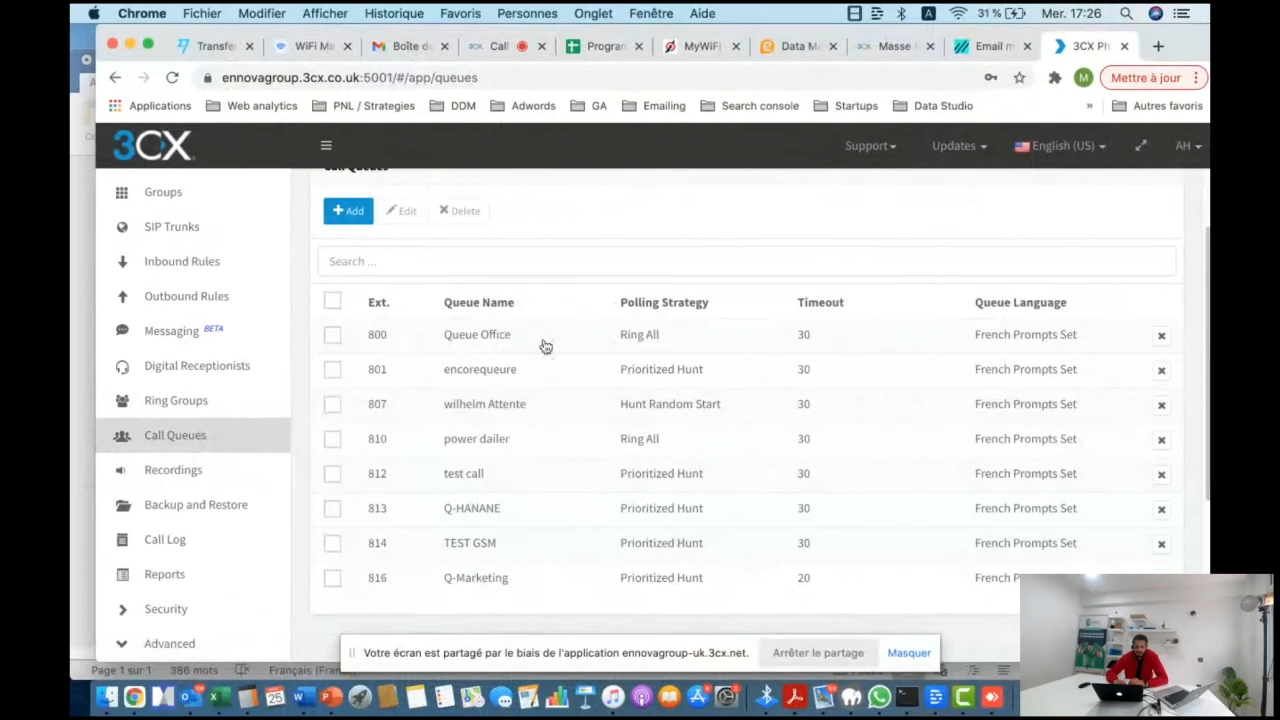 Chrome Fichier Modifier Afficher Historique Favoris Personnes Onglet Fenêtre Aide 31 % Mer. 17:26
Transfe WiFi Ma Boîte de Call Program MyWiFi Data Ma Masse Email m 3CX Ph
ennovagroup.3cx.co.uk:5001/#/app/queues M Mettre à jour
Applications Web analytics PNL / Strategies DDM Adwords GA Emailing Search console Startups Data Studio » Autres favoris
3CX Support Updates English (US) AH
Groups
SIP Trunks
Inbound Rules
Outbound Rules
Messaging BETA
Digital Receptionists
Ring Groups
Call Queues
Recordings
Backup and Restore
Call Log
Reports
Security
Advanced
Call Queues
+ Add Edit Delete
Search ...
Ext. Queue Name Polling Strategy Timeout Queue Language
800 Queue Office Ring All 30 French Prompts Set
801 encorequeure Prioritized Hunt 30 French Prompts Set
807 wilhelm Attente Hunt Random Start 30 French Prompts Set
810 power dailer Ring All 30 French Prompts Set
812 test call Prioritized Hunt 30 French Prompts Set
813 Q-HANANE Prioritized Hunt 30 French Prompts Set
814 TEST GSM Prioritized Hunt 30 French Prompts Set
816 Q-Marketing Prioritized Hunt 20 French P
Votre écran est partagé par le biais de l'application ennovagroup-uk.3cx.net. Arrêter le partage Masquer
Page 1 sur 1 386 mots Français (Fran
25